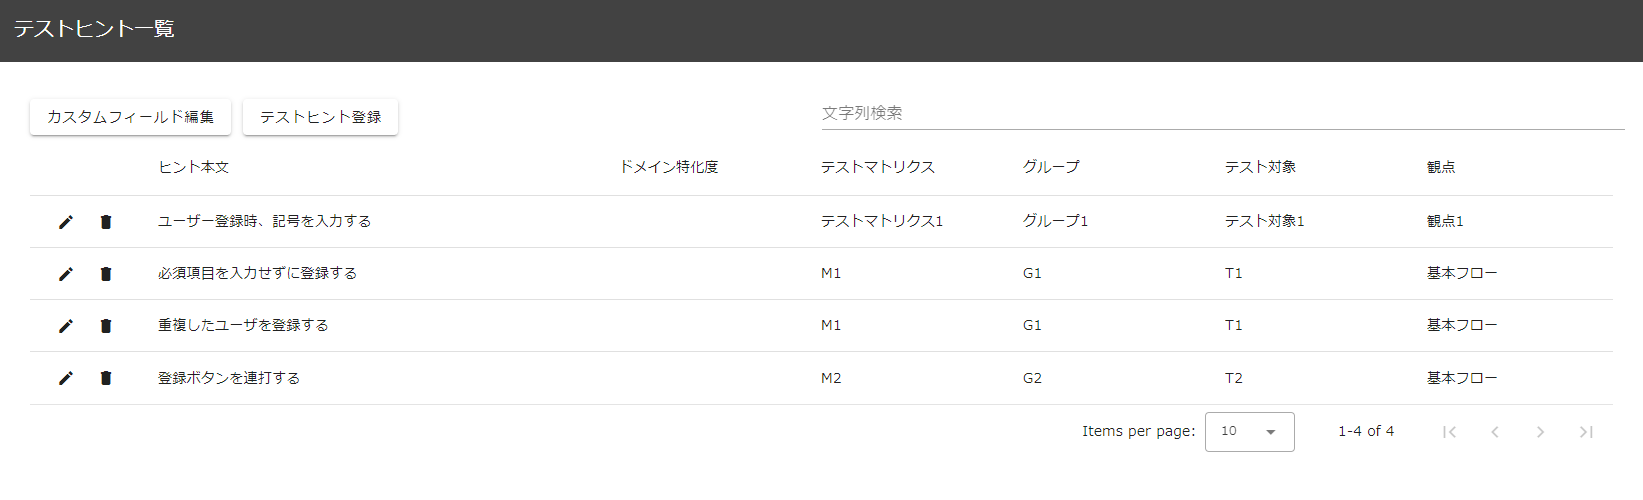 テストヒント一覧
カスタムフィールド編集 テストヒント登録 文字列検索
ヒント本文 ドメイン特化度 テストマトリクス グループ テスト対象 観点
ユーザー登録時、記号を入力する テストマトリクス1 グループ1 テスト対象1 観点1
必須項目を入力せずに登録する M1 G1 T1 基本フロー
重複したユーザを登録する M1 G1 T1 基本フロー
登録ボタンを連打する M2 G2 T2 基本フロー
Items per page: 10 1-4 of 4